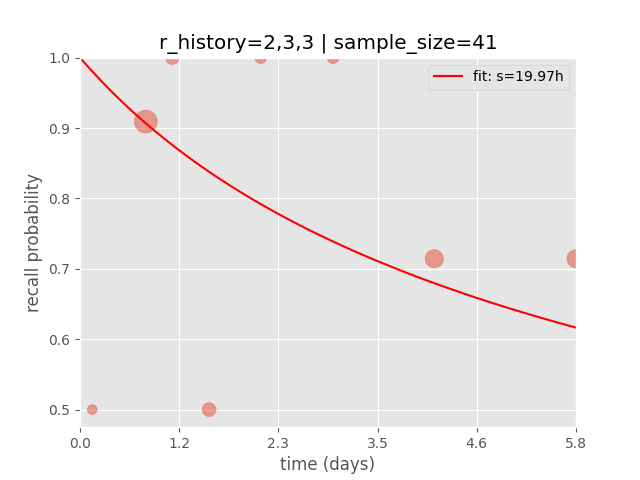 r_history=2,3,3 | sample_size=41
fit: s=19.97h
recall probability
1.0
0.9
0.8
0.7
0.6
0.5
0.0 1.2 2.3 3.5 4.6 5.8
time (days)